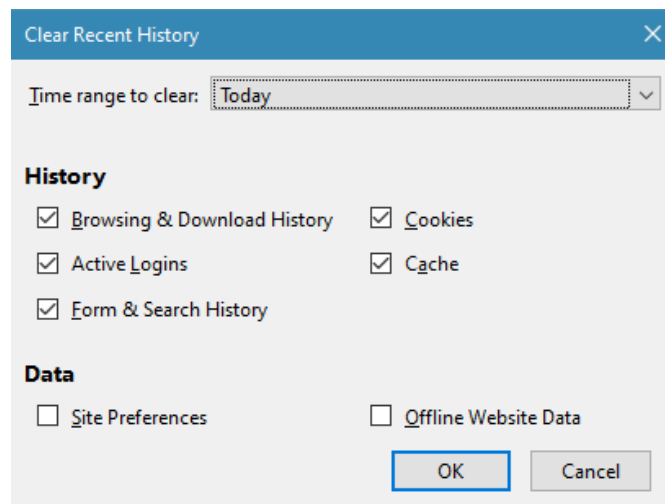 Clear Recent History
Time range to clear: Today
History
Browsing & Download History Cookies
Active Logins Cache
Form & Search History
Data
Site Preferences Offline Website Data
OK Cancel